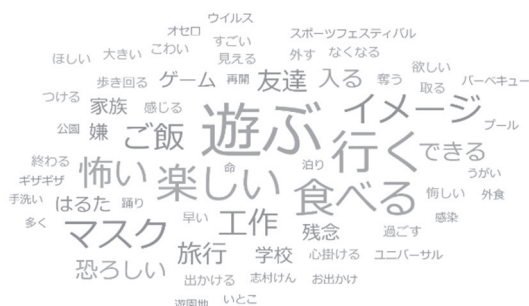 ウイルス
オセロ すごい スポーツフェスティバル
ほしい 大きい こわい 見える 外す なくなる
歩き回る ゲーム 再開 友達 入る 奪う 欲しい バーベキュー
つける 家族 感じる 遊ぶ イメージ 取る
公園 嫌 ご飯 行く できる プール
終わる 怖い 楽しい 命 泊り 食べる うがい
ギザギザ 手洗い はるた 踊り 悔しい 外食
多く マスク 早い 工作 残念 過ごす 感染
恐ろしい 旅行 学校 心掛ける ユニバーサル
出かける 志村けん お出かけ
遊園地 いとこ